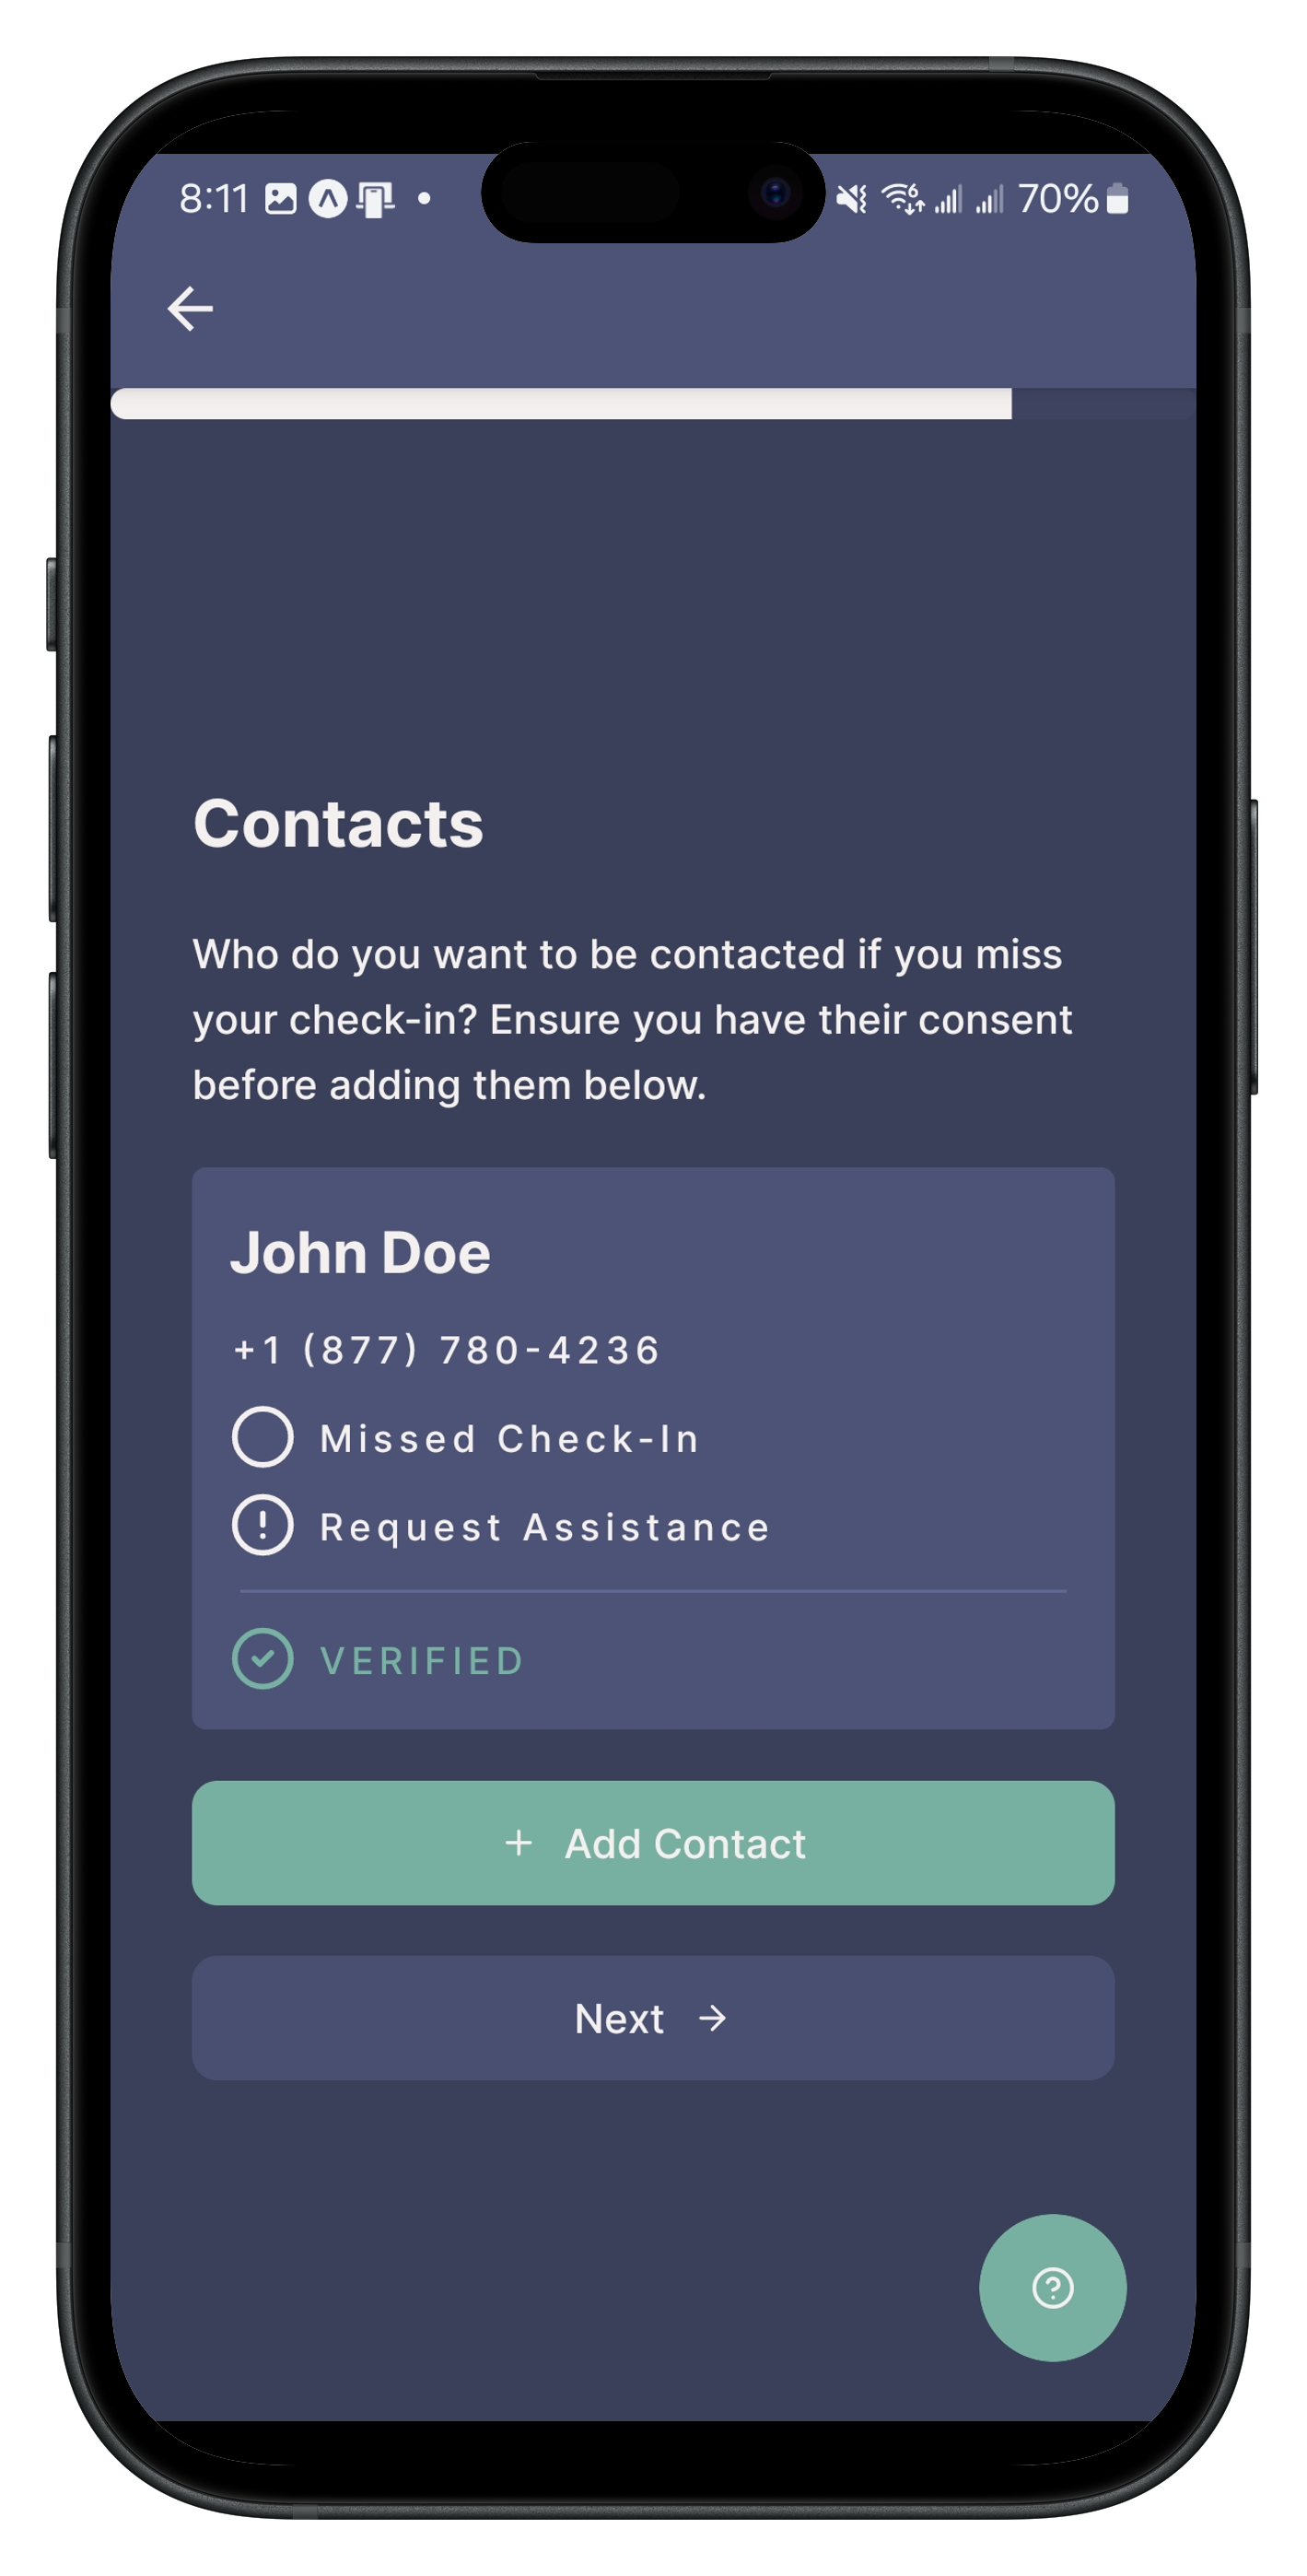 8:11 70%
Contacts
Who do you want to be contacted if you miss
your check-in? Ensure you have their consent
before adding them below.
John Doe
+1 (877) 780-4236
Missed Check-In
Request Assistance
VERIFIED
+ Add Contact
Next →